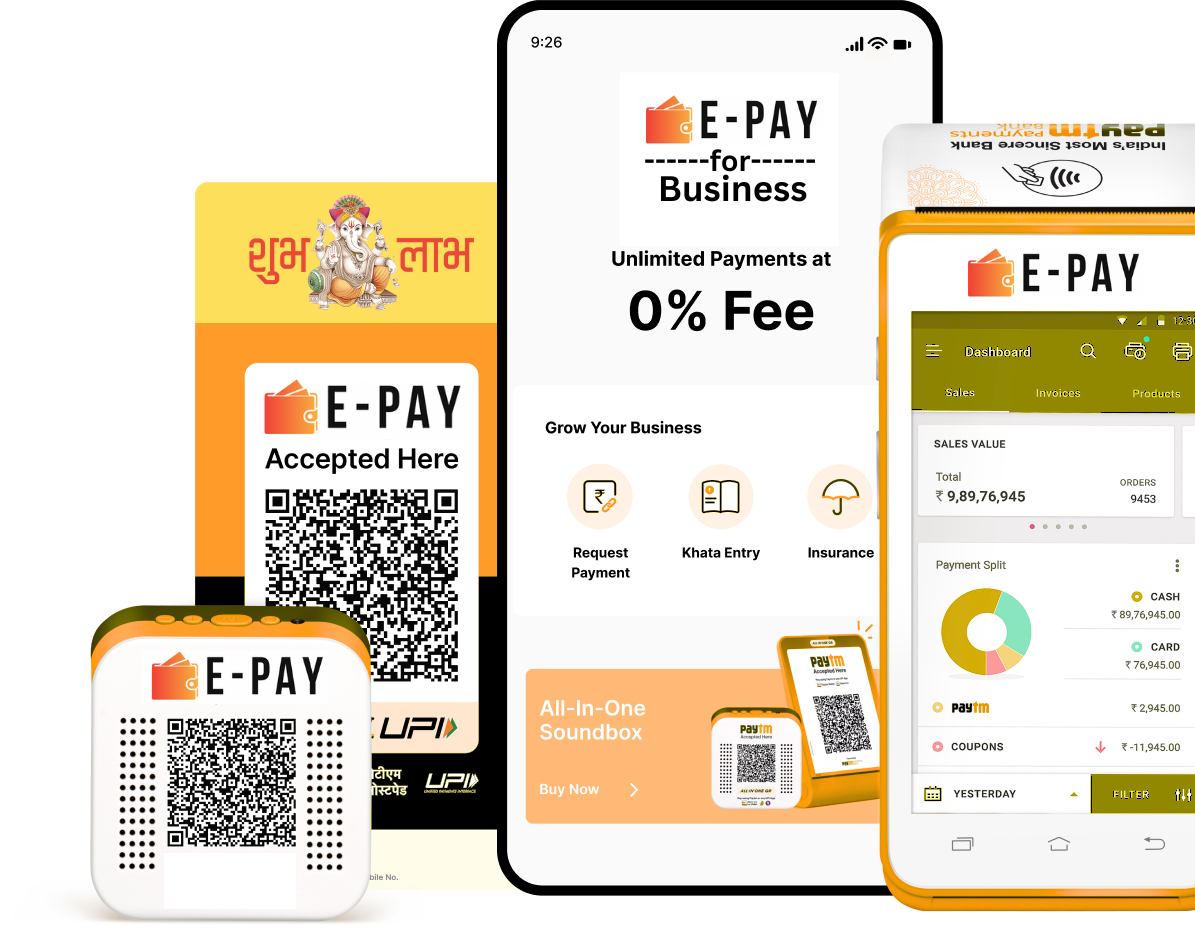 शुभ लाभ
E-PAY
Accepted Here
UPI
टीएम
ोस्टपेड
UPI
UNIFIED PAYMENTS INTERFACE
bile No.
E-PAY
9:26
E-PAY
------for------
Business
Unlimited Payments at
0% Fee
Grow Your Business
Request
Payment
Khata Entry
Insurance
All-In-One
Soundbox
Buy Now
paytm
Accepted Here
ALL IN ONE QR
ALL IN ONE QR
paytm
Accepted Here
paytm
Payments
Bank
India's Most Sincere Bank
E-PAY
12:30
Dashboard
Sales
Invoices
Products
SALES VALUE
Total
₹ 9,89,76,945
ORDERS
9453
Payment Split
CASH
₹ 89,76,945.00
CARD
₹ 76,945.00
paytm
₹ 2,945.00
COUPONS
₹ -11,945.00
YESTERDAY
FILTER